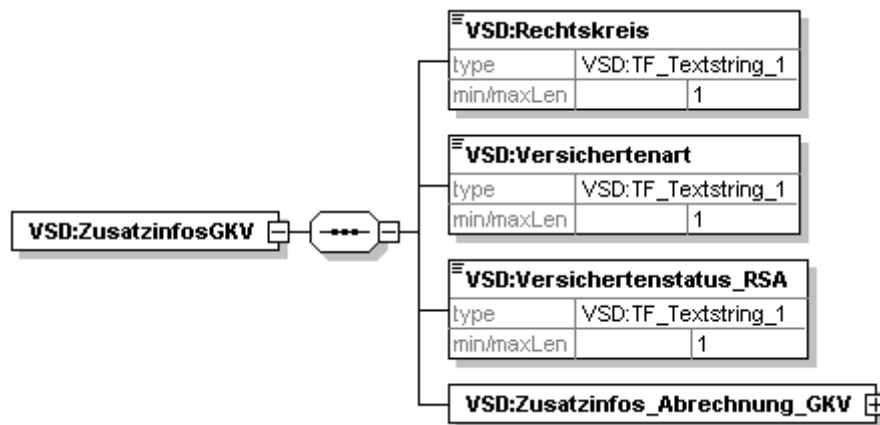 VSD:Rechtskreis
type VSD:TF_Textstring_1
min/maxLen 1
VSD:Versichertenart
type VSD:TF_Textstring_1
min/maxLen 1
VSD:ZusatzinfosGKV
VSD:Versichertenstatus_RSA
type VSD:TF_Textstring_1
min/maxLen 1
VSD:Zusatzinfos_Abrechnung_GKV